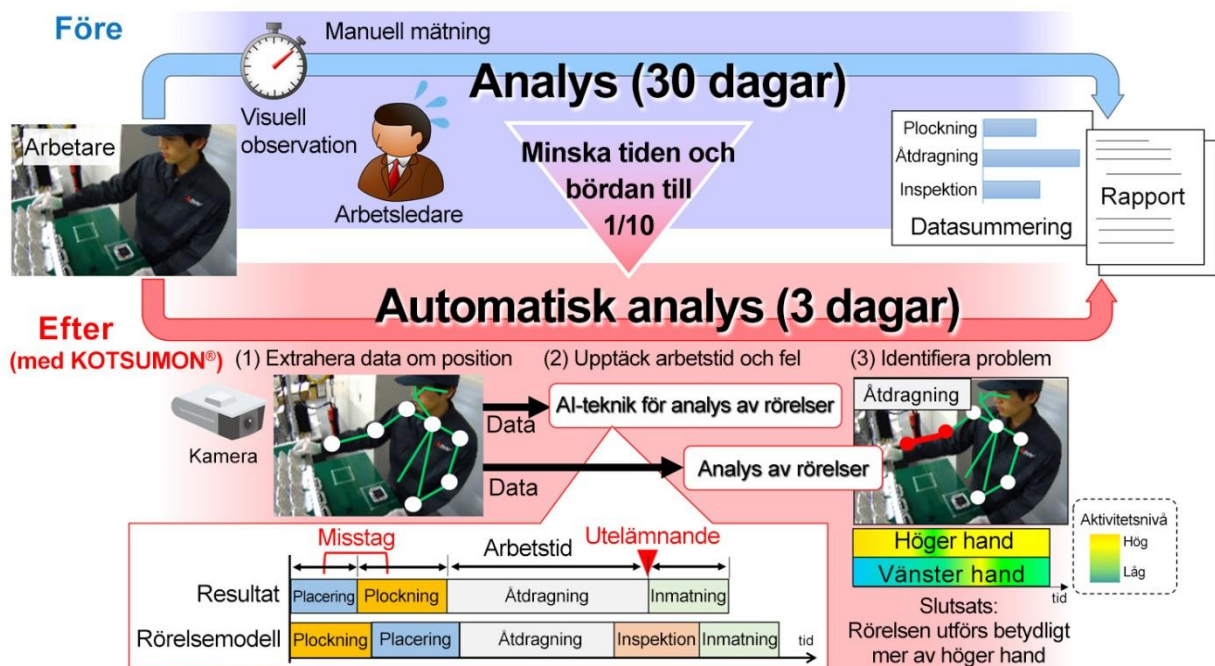 Före
Manuell mätning
Analys (30 dagar)
Visuell
observation
Arbetare
Arbetsledare
Minska tiden och
bördan till
1/10
Plockning
Åtdragning
Inspektion
Datasummering
Rapport
Automatisk analys (3 dagar)
Efter
(med KOTSUMON®)
(1) Extrahera data om position
(2) Upptäck arbetstid och fel
(3) Identifiera problem
Kamera
Data
AI-teknik för analys av rörelser
Data
Analys av rörelser
Åtdragning
Aktivitetsnivå
Hög
Låg
Höger hand
Vänster hand
tid
Slutsats:
Rörelsen utförs betydligt
mer av höger hand
Misstag
Arbetstid
Utelämnande
Resultat
Placering
Plockning
Åtdragning
Inmatning
Rörelsemodell
Plockning
Placering
Åtdragning
Inspektion
Inmatning
tid